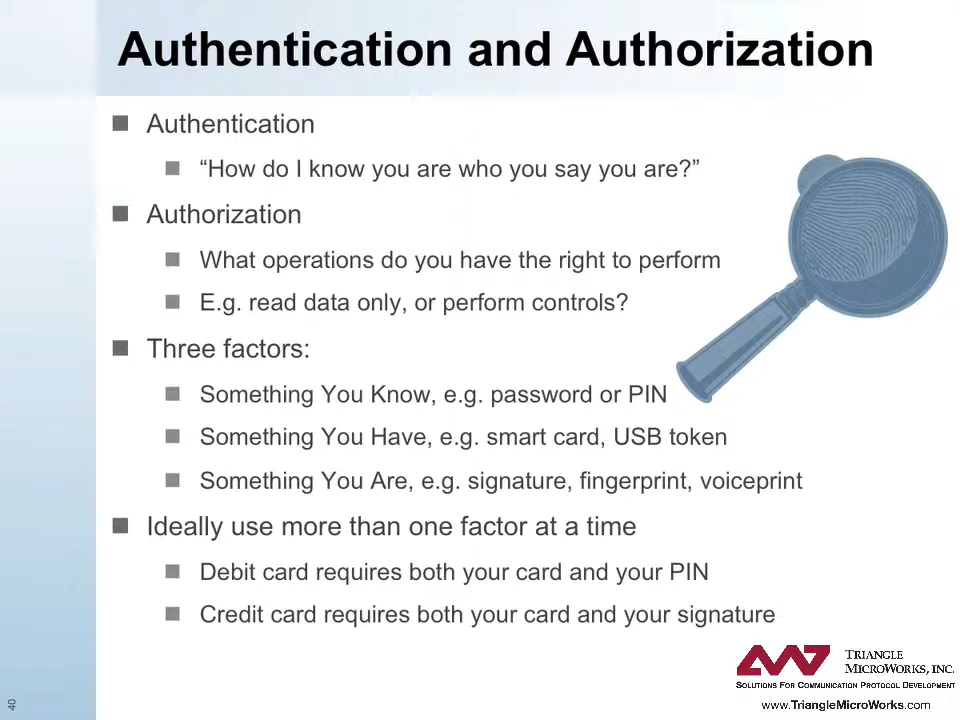 Authentication and Authorization
Authentication
“How do I know you are who you say you are?”
Authorization
What operations do you have the right to perform
E.g. read data only, or perform controls?
Three factors:
Something You Know, e.g. password or PIN
Something You Have, e.g. smart card, USB token
Something You Are, e.g. signature, fingerprint, voiceprint
Ideally use more than one factor at a time
Debit card requires both your card and your PIN
Credit card requires both your card and your signature
TRIANGLE
MICROWORKS, INC.
SOLUTIONS FOR COMMUNICATION PROTOCOL DEVELOPMENT
www.TriangleMicroWorks.com
40